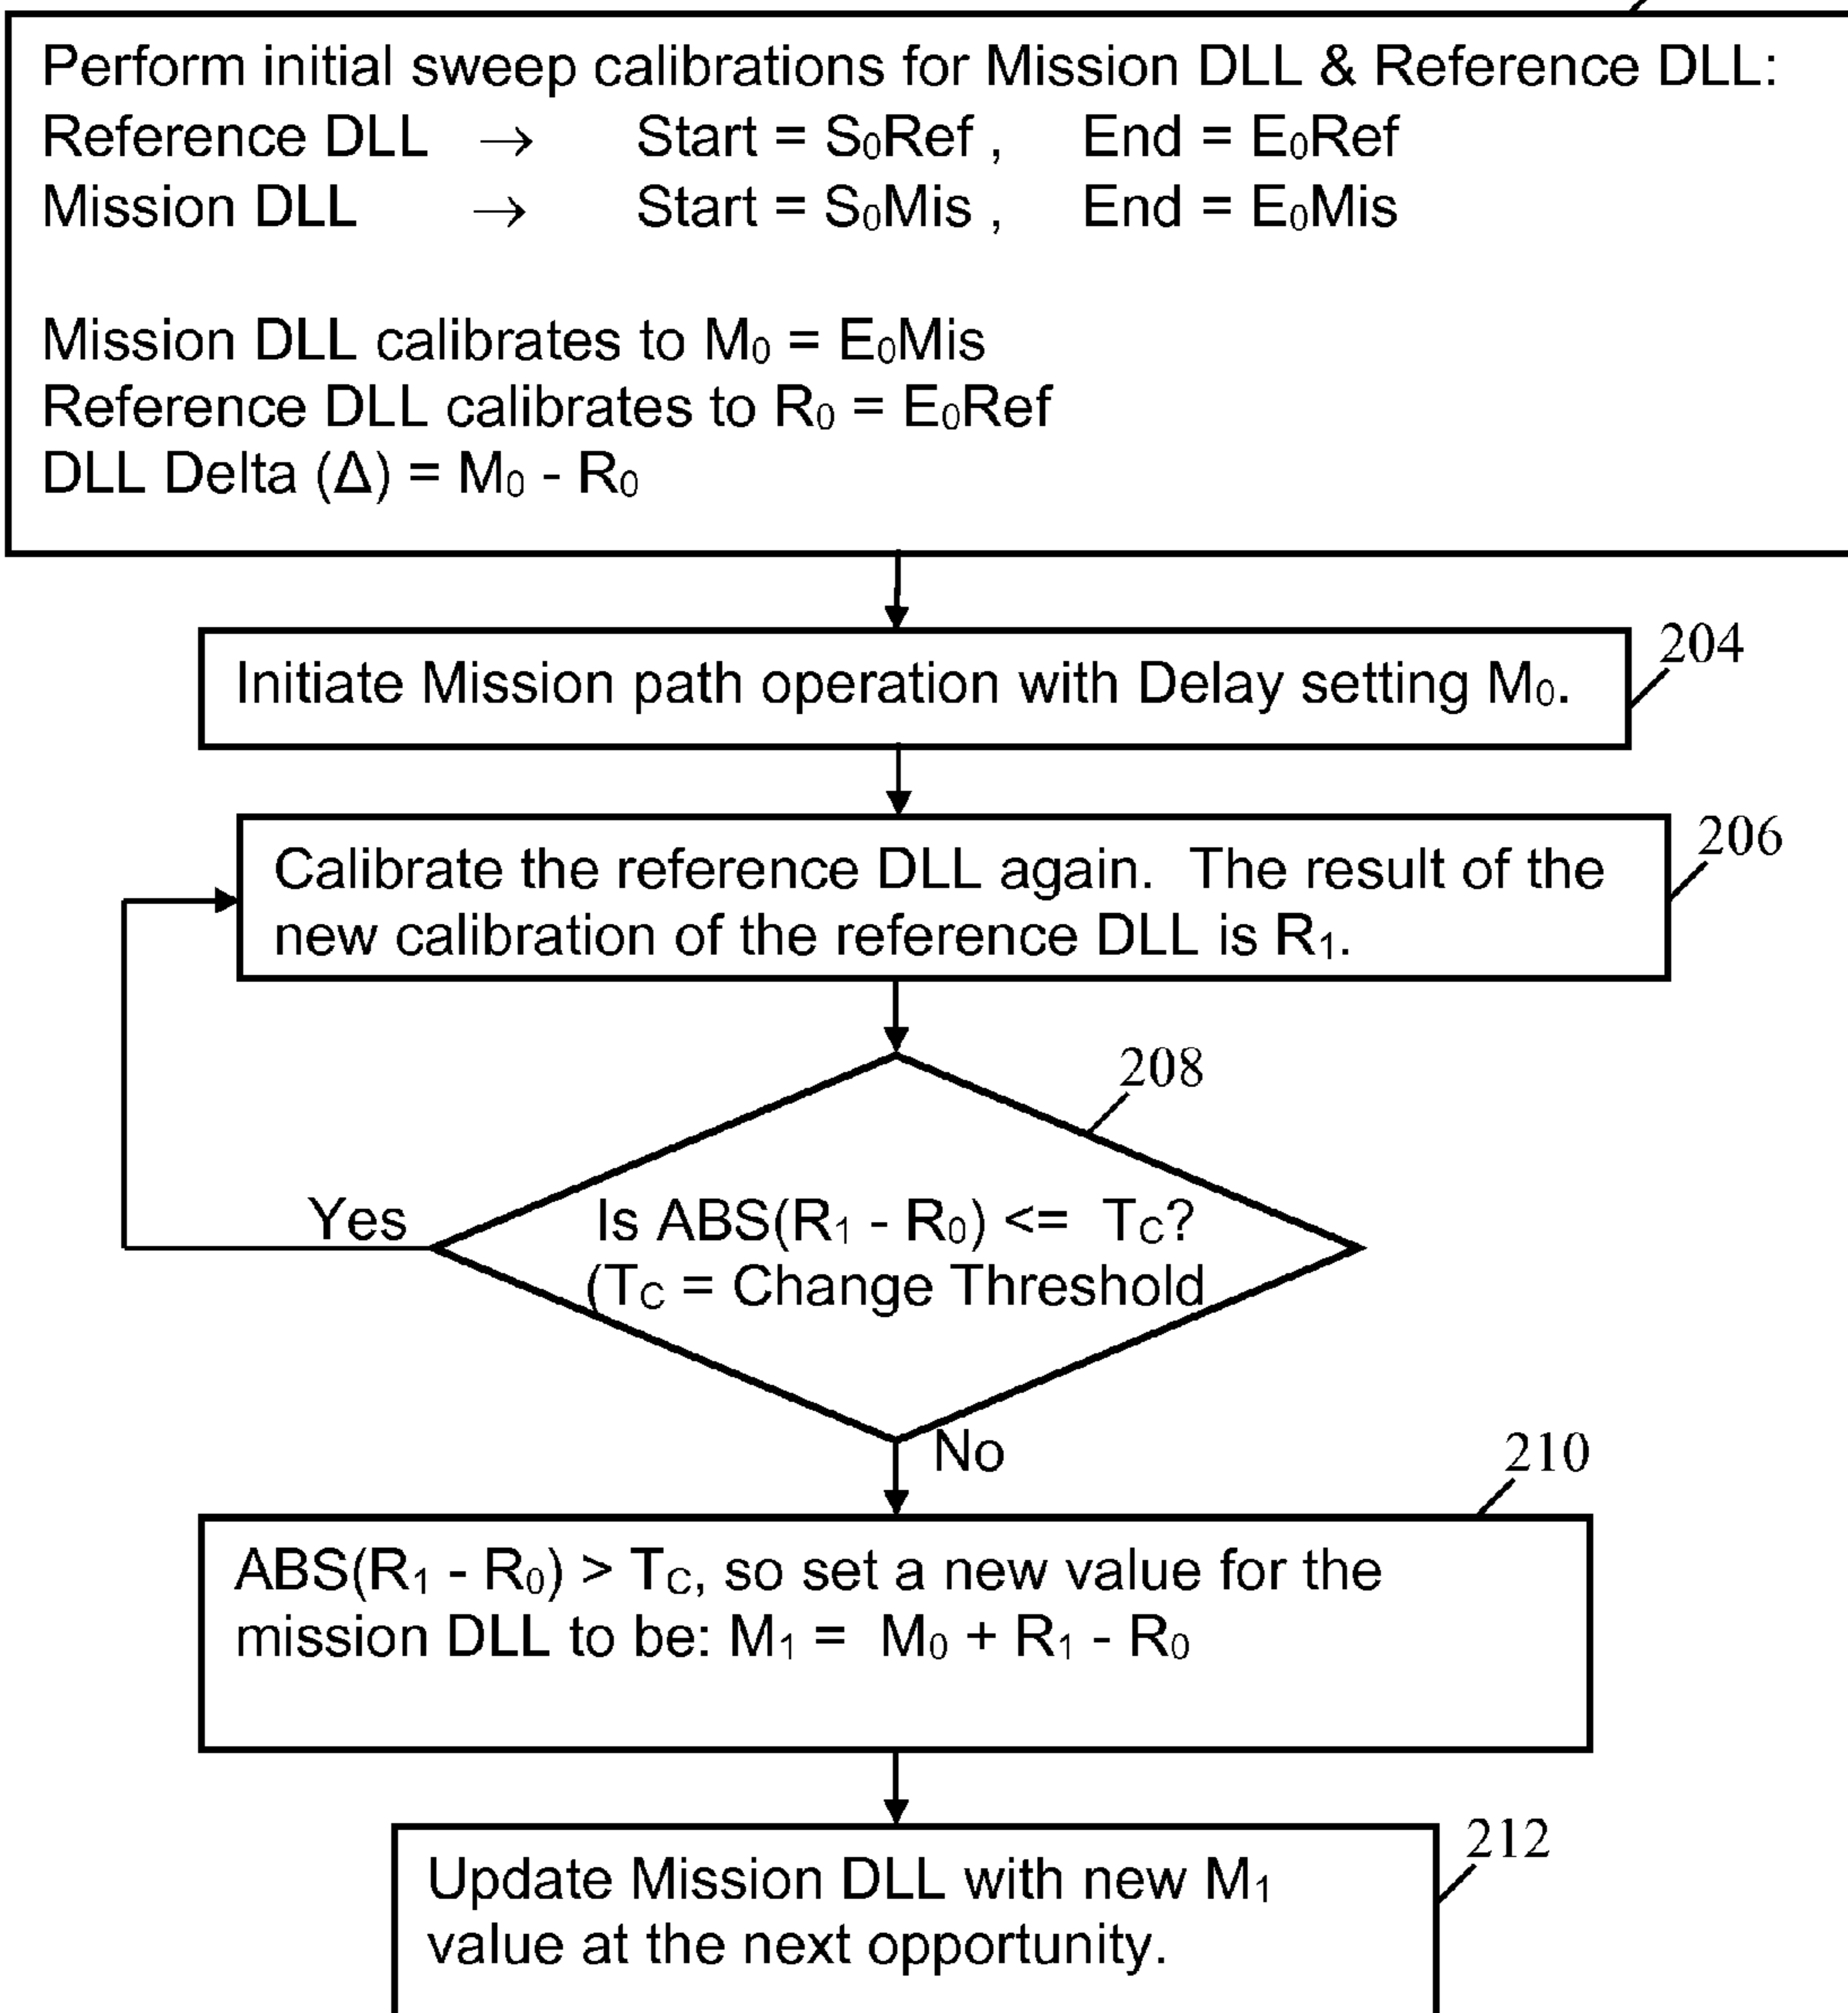 Perform initial sweep calibrations for Mission DLL & Reference DLL:
Reference DLL → Start = S₀Ref , End = E₀Ref
Mission DLL → Start = S₀Mis , End = E₀Mis
Mission DLL calibrates to M₀ = E₀Mis
Reference DLL calibrates to R₀ = E₀Ref
DLL Delta (Δ) = M₀ - R₀
204
Initiate Mission path operation with Delay setting M₀.
206
Calibrate the reference DLL again. The result of the
new calibration of the reference DLL is R₁.
208
Yes
Is ABS(R₁ - R₀) <= T_C?
(T_C = Change Threshold
No
210
ABS(R₁ - R₀) > T_C, so set a new value for the
mission DLL to be: M₁ = M₀ + R₁ - R₀
212
Update Mission DLL with new M₁
value at the next opportunity.